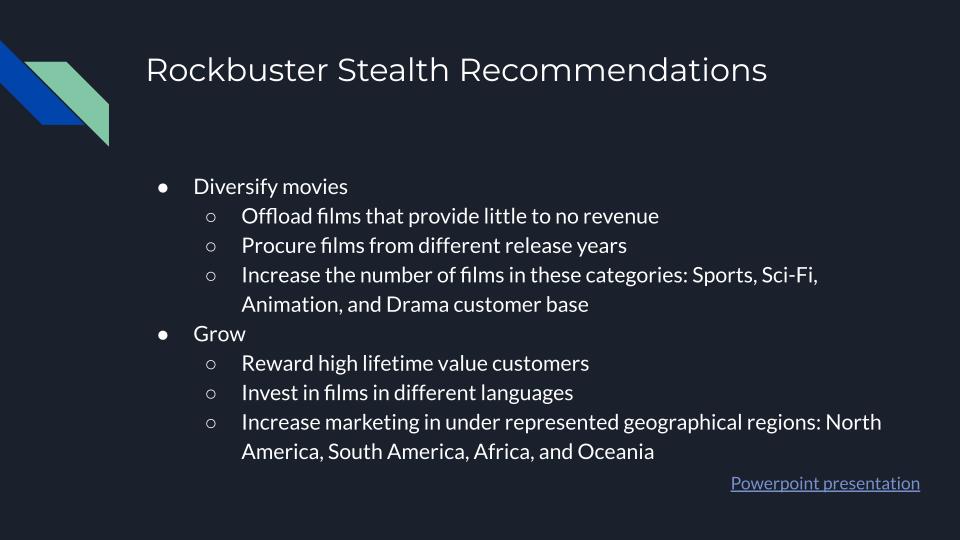 Rockbuster Stealth Recommendations
● Diversify movies
○ Offload films that provide little to no revenue
○ Procure films from different release years
○ Increase the number of films in these categories: Sports, Sci-Fi,
Animation, and Drama customer base
● Grow
○ Reward high lifetime value customers
○ Invest in films in different languages
○ Increase marketing in under represented geographical regions: North
America, South America, Africa, and Oceania
Powerpoint presentation